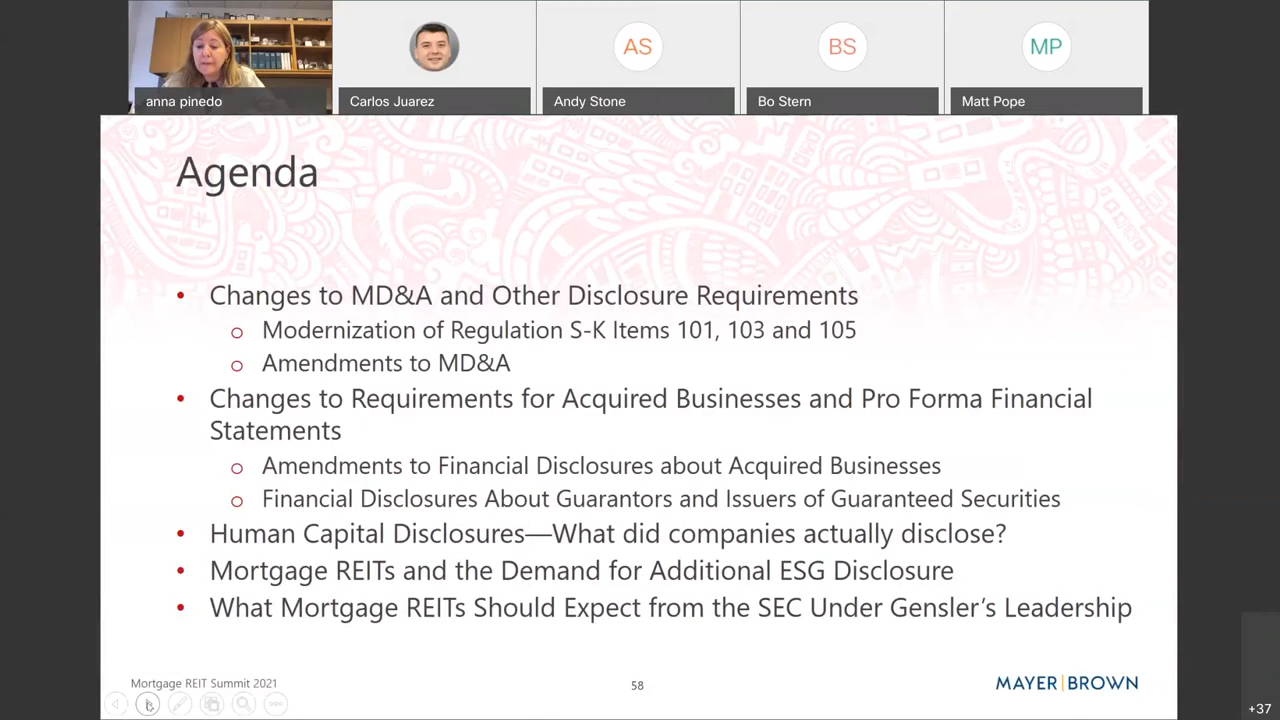 anna pinedo
Carlos Juarez
AS
Andy Stone
BS
Bo Stern
MP
Matt Pope
Agenda
• Changes to MD&A and Other Disclosure Requirements
o Modernization of Regulation S-K Items 101, 103 and 105
o Amendments to MD&A
• Changes to Requirements for Acquired Businesses and Pro Forma Financial
Statements
o Amendments to Financial Disclosures about Acquired Businesses
o Financial Disclosures About Guarantors and Issuers of Guaranteed Securities
• Human Capital Disclosures—What did companies actually disclose?
• Mortgage REITs and the Demand for Additional ESG Disclosure
• What Mortgage REITs Should Expect from the SEC Under Gensler's Leadership
Mortgage REIT Summit 2021
58
MAYER|BROWN
+37